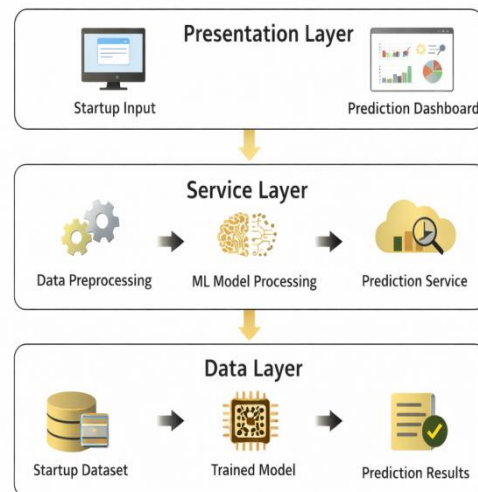 Presentation Layer
Startup Input
Prediction Dashboard
Service Layer
Data Preprocessing
ML Model Processing
Prediction Service
Data Layer
Startup Dataset
Trained Model
Prediction Results